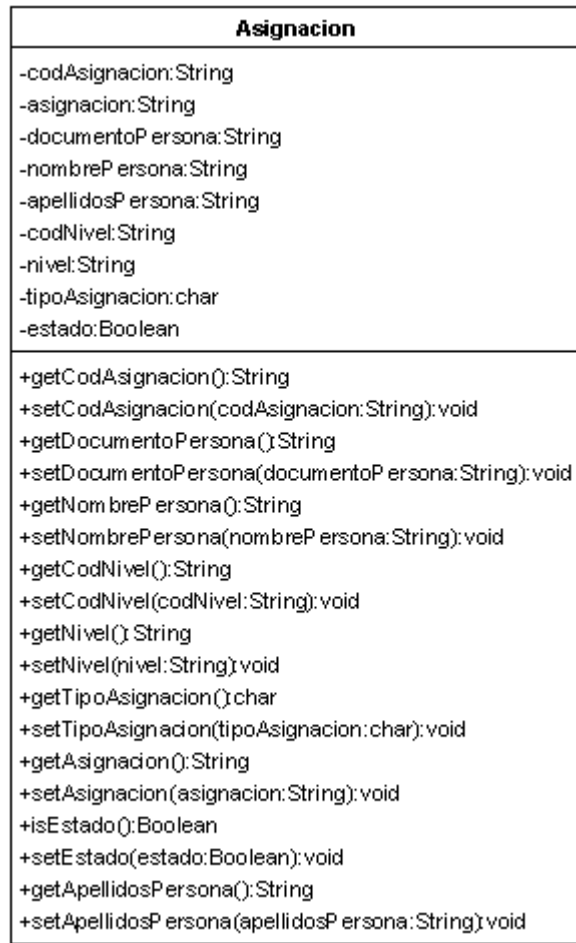 Asignacion
-codAsignacion:String
-asignacion:String
-documentoPersona:String
-nombrePersona:String
-apellidosPersona:String
-codNivel:String
-nivel:String
-tipoAsignacion:char
-estado:Boolean
+getCodAsignacion():String
+setCodAsignacion(codAsignacion:String):void
+getDocumentoPersona():String
+setDocumentoPersona(documentoPersona:String):void
+getNombrePersona():String
+setNombrePersona(nombrePersona:String):void
+getCodNivel():String
+setCodNivel(codNivel:String):void
+getNivel():String
+setNivel(nivel:String):void
+getTipoAsignacion():char
+setTipoAsignacion(tipoAsignacion:char):void
+getAsignacion():String
+setAsignacion(asignacion:String):void
+isEstado():Boolean
+setEstado(estado:Boolean):void
+getApellidosPersona():String
+setApellidosPersona(apellidosPersona:String):void